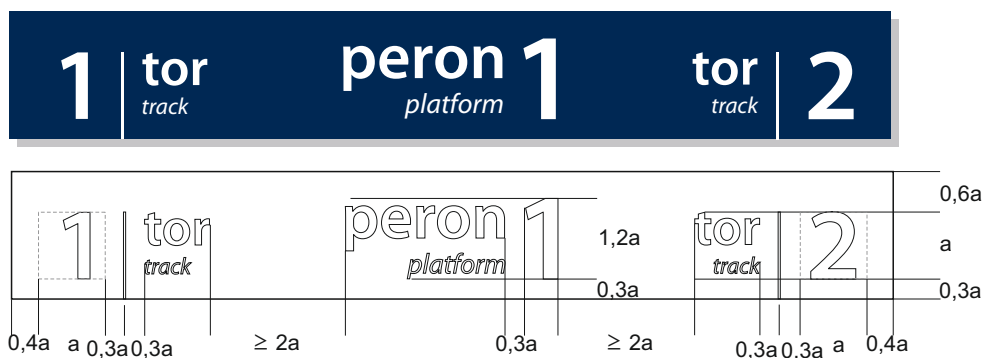 1 tor peron 1 tor 2
track platform track
0,6a
1 tor peron 1 tor 2
1,2a a
track platform track
0,3a 0,3a
0,4a a 0,3a 0,3a ≥ 2a 0,3a ≥ 2a 0,3a 0,3a a 0,4a